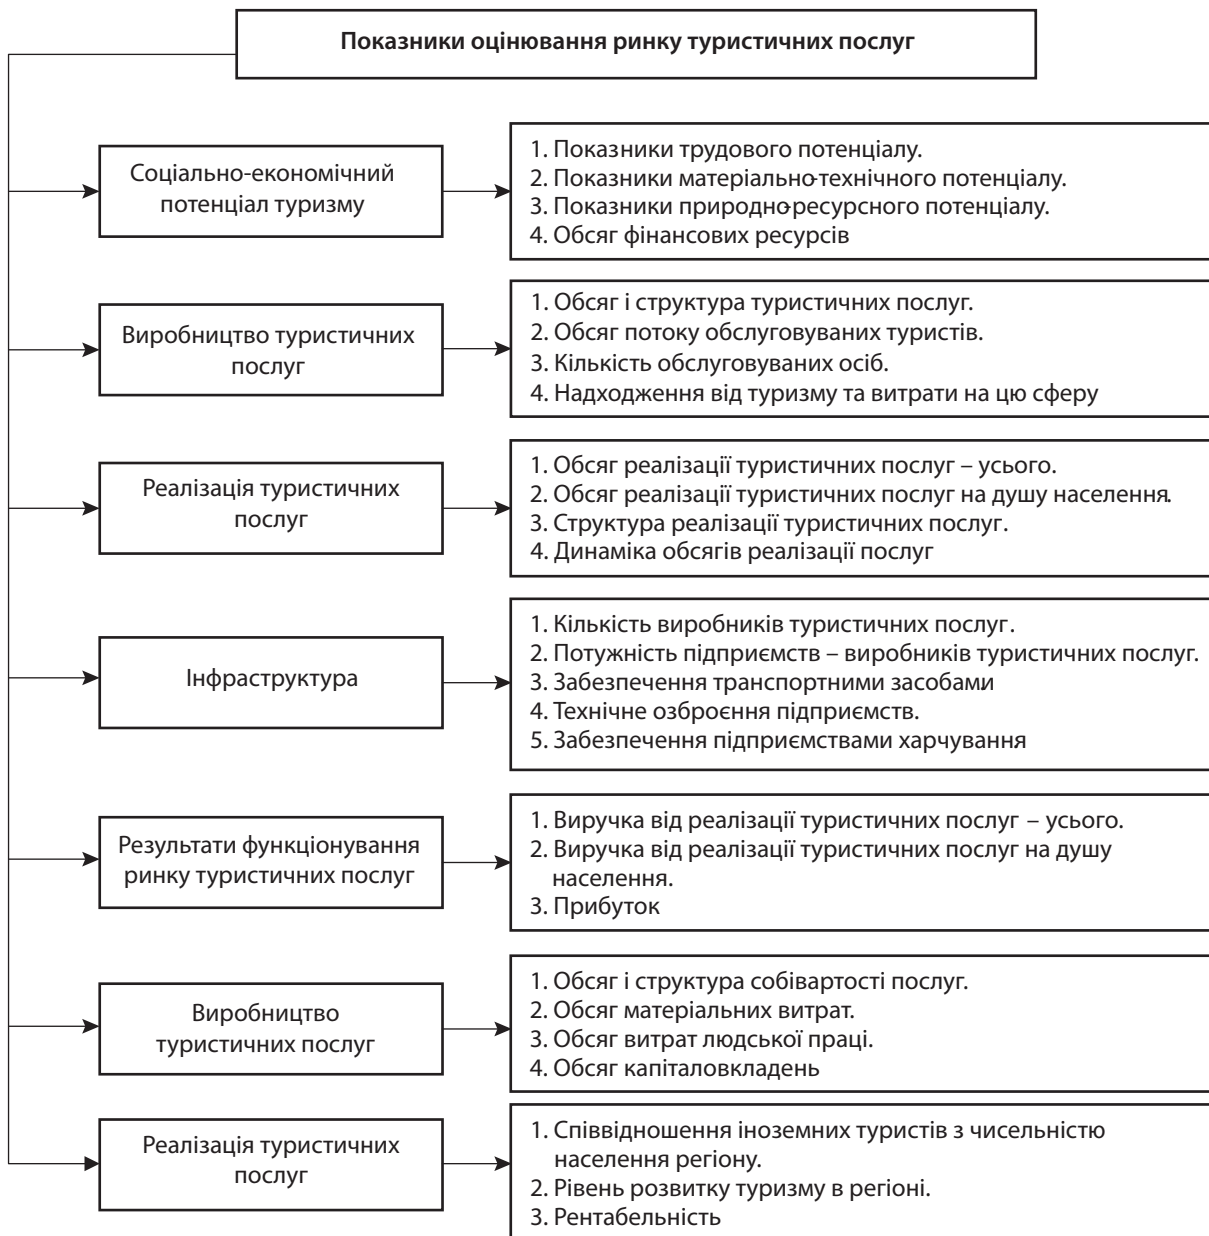 Показники оцінювання ринку туристичних послуг
Соціально-економічний
потенціал туризму
1. Показники трудового потенціалу.
2. Показники матеріально-технічного потенціалу.
3. Показники природно-ресурсного потенціалу.
4. Обсяг фінансових ресурсів
Виробництво туристичних
послуг
1. Обсяг і структура туристичних послуг.
2. Обсяг потоку обслуговуваних туристів.
3. Кількість обслуговуваних осіб.
4. Надходження від туризму та витрати на цю сферу
Реалізація туристичних
послуг
1. Обсяг реалізації туристичних послуг – усього.
2. Обсяг реалізації туристичних послуг на душу населення.
3. Структура реалізації туристичних послуг.
4. Динаміка обсягів реалізації послуг
Інфраструктура
1. Кількість виробників туристичних послуг.
2. Потужність підприємств – виробників туристичних послуг.
3. Забезпечення транспортними засобами
4. Технічне озброєння підприємств.
5. Забезпечення підприємствами харчування
Результати функціонування
ринку туристичних послуг
1. Виручка від реалізації туристичних послуг – усього.
2. Виручка від реалізації туристичних послуг на душу
населення.
3. Прибуток
Виробництво
туристичних послуг
1. Обсяг і структура собівартості послуг.
2. Обсяг матеріальних витрат.
3. Обсяг витрат людської праці.
4. Обсяг капіталовкладень
Реалізація туристичних
послуг
1. Співвідношення іноземних туристів з чисельністю
населення регіону.
2. Рівень розвитку туризму в регіоні.
3. Рентабельність